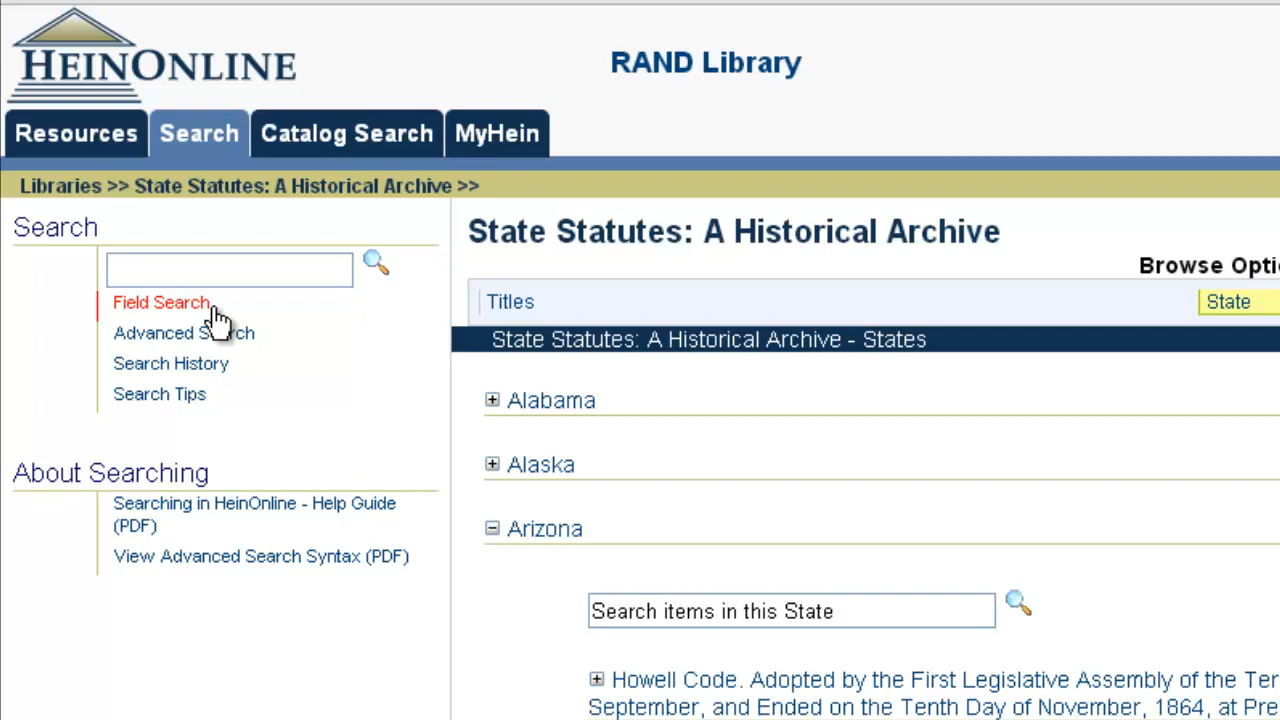 HEINONLINE
RAND Library
Resources
Search
Catalog Search
MyHein
Libraries >> State Statutes: A Historical Archive >>
Search
Field Search
Advanced Search
Search History
Search Tips
About Searching
Searching in HeinOnline - Help Guide
(PDF)
View Advanced Search Syntax (PDF)
State Statutes: A Historical Archive
Browse Opti
Titles
State
State Statutes: A Historical Archive - States
Alabama
Alaska
Arizona
Search items in this State
Howell Code. Adopted by the First Legislative Assembly of the Ter
September, and Ended on the Tenth Day of November, 1864, at Pre